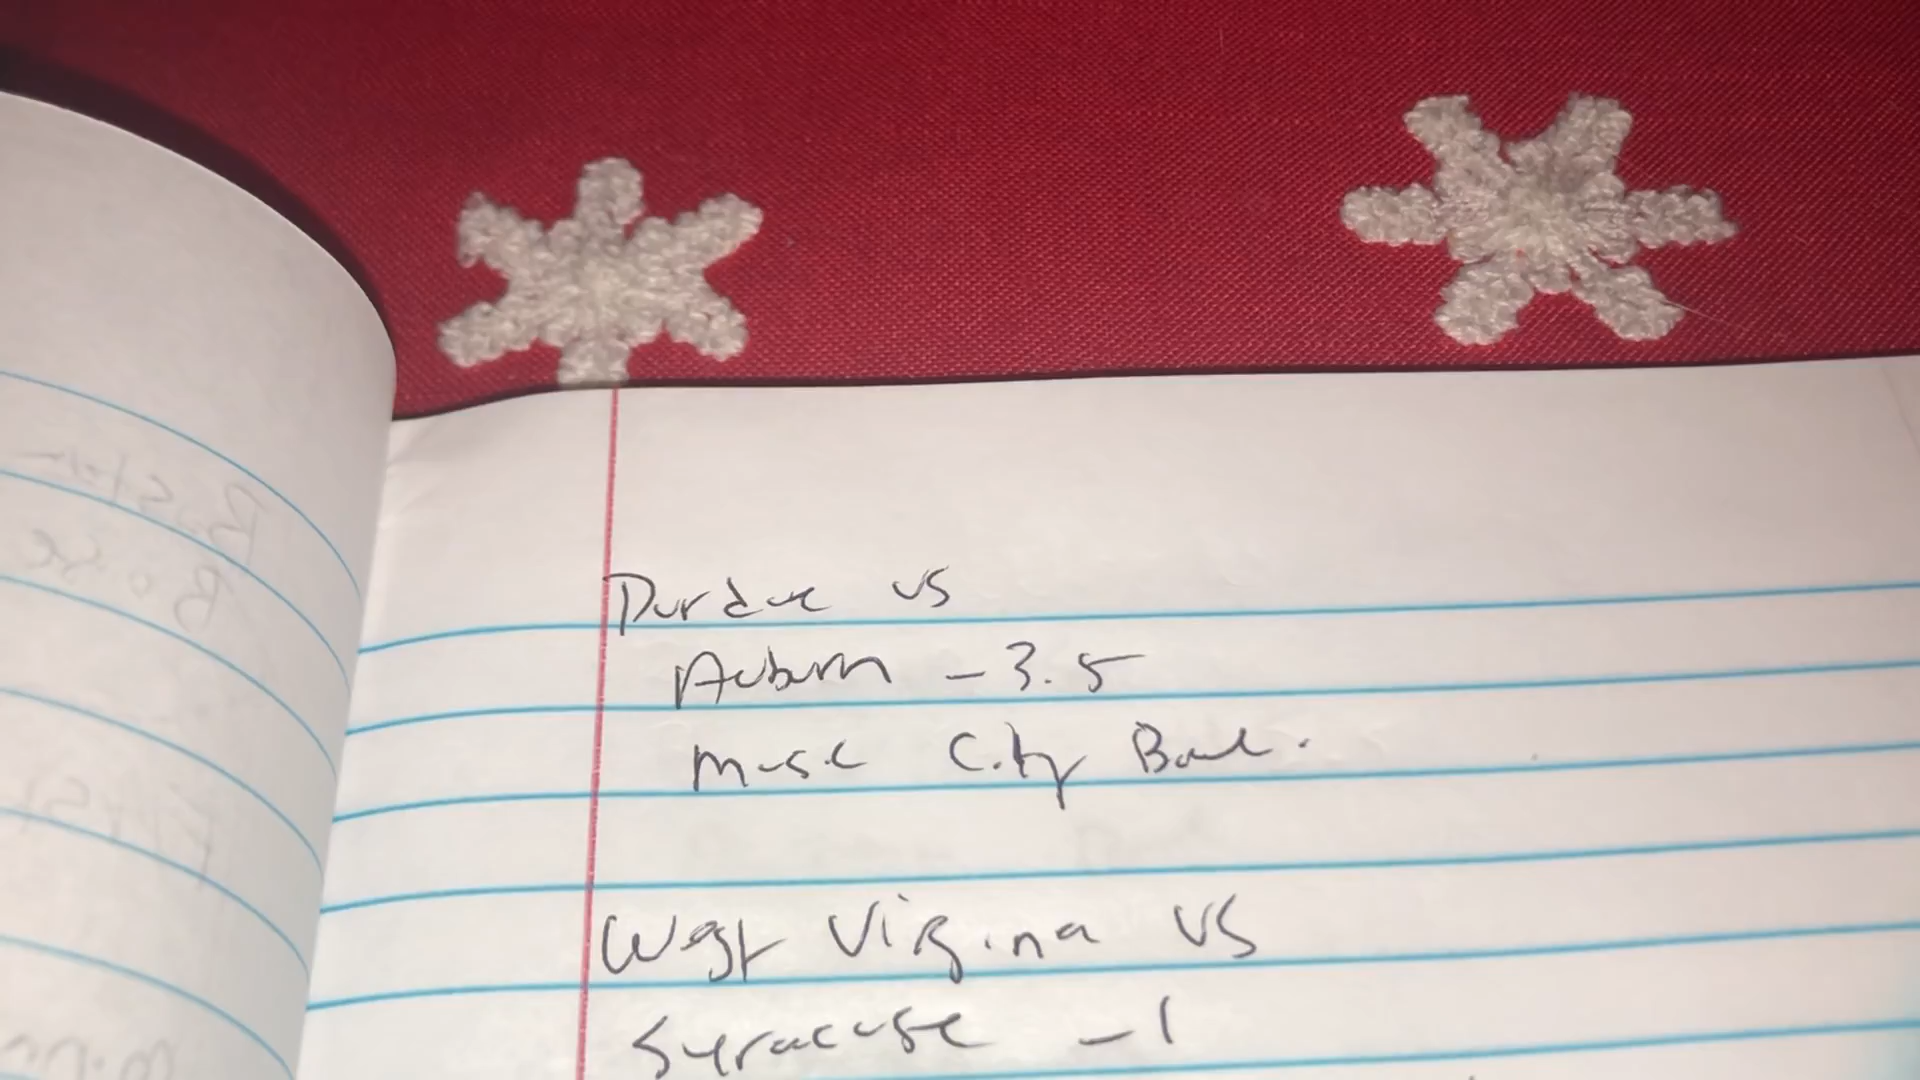 Purdue vs
Auburn -3.5
Music City Bowl.
West Virgina vs
Syracuse -1